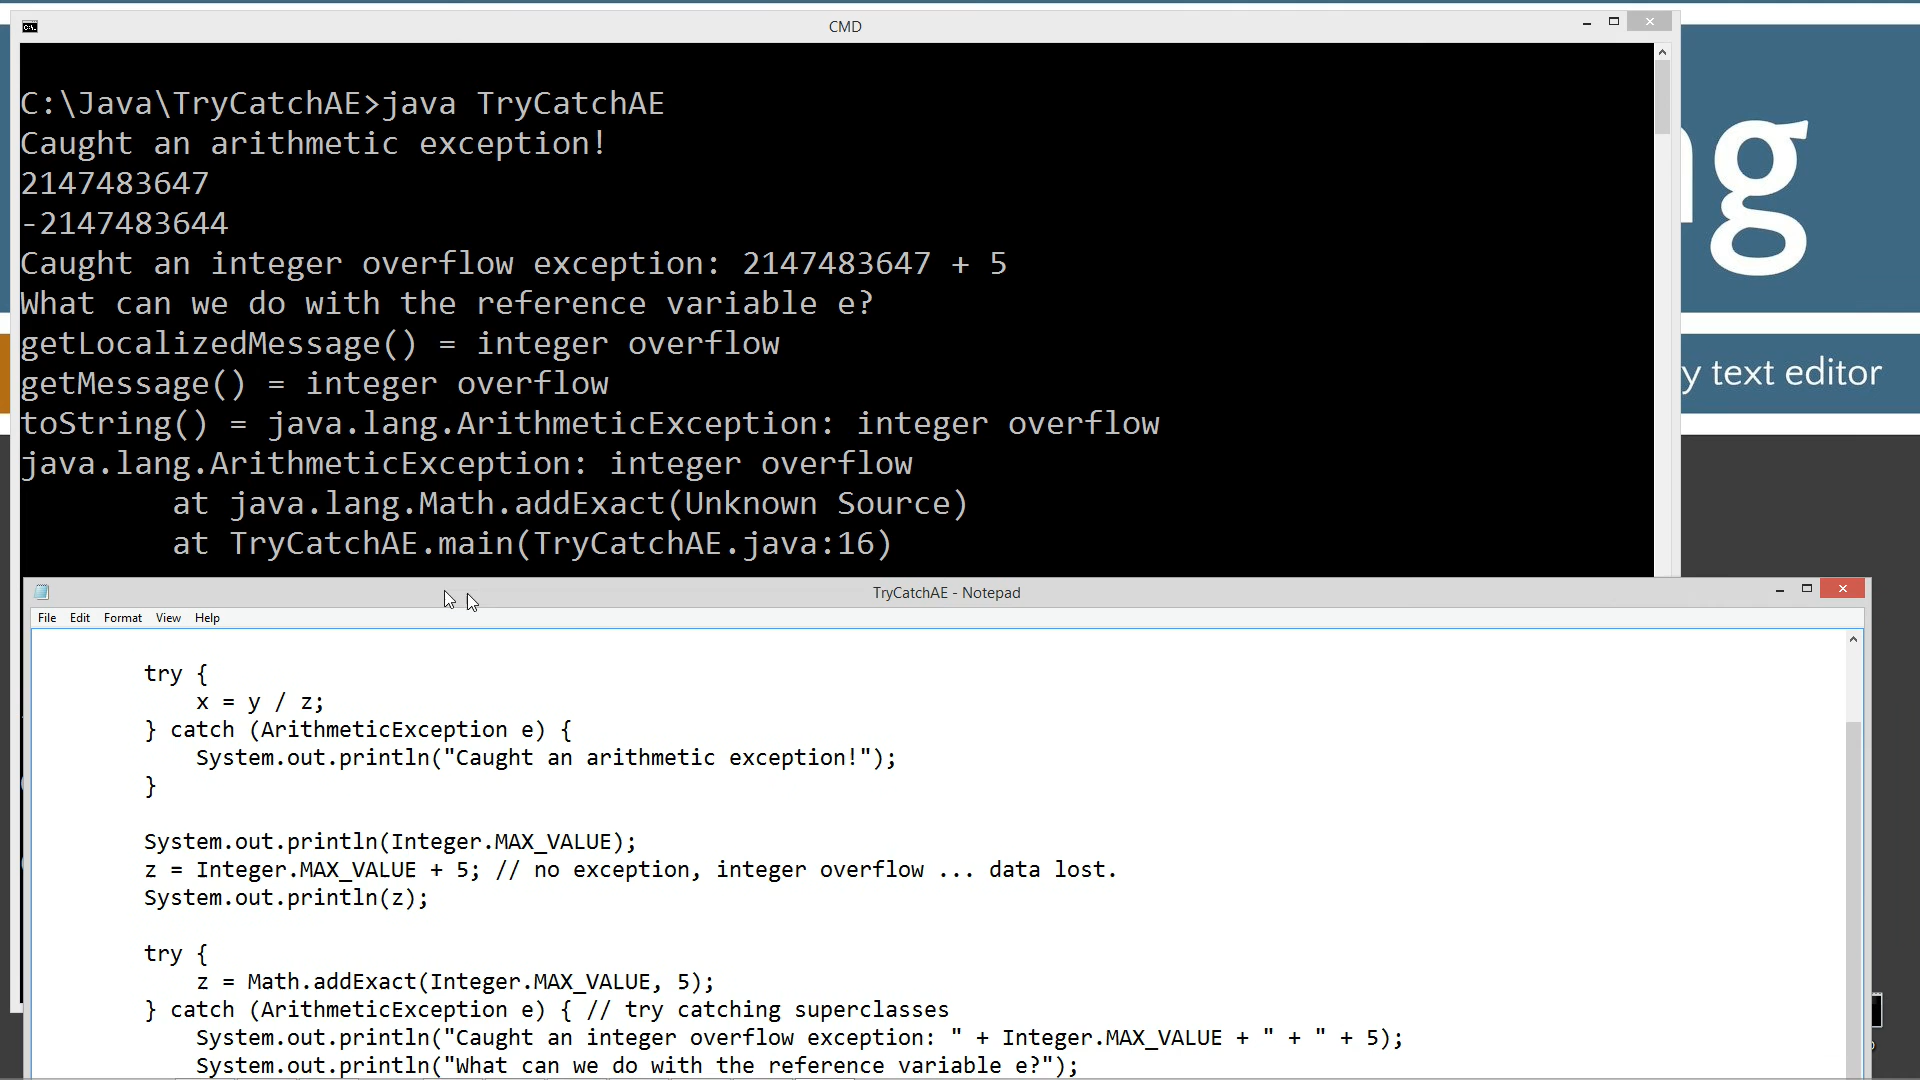 CMD
C:\Java\TryCatchAE>java TryCatchAE
Caught an arithmetic exception!
2147483647
-2147483644
Caught an integer overflow exception: 2147483647 + 5
What can we do with the reference variable e?
getLocalizedMessage() = integer overflow
getMessage() = integer overflow
toString() = java.lang.ArithmeticException: integer overflow
java.lang.ArithmeticException: integer overflow
at java.lang.Math.addExact(Unknown Source)
at TryCatchAE.main(TryCatchAE.java:16)
ng
y text editor
TryCatchAE - Notepad
File Edit Format View Help
try {
x = y / z;
} catch (ArithmeticException e) {
System.out.println("Caught an arithmetic exception!");
}
System.out.println(Integer.MAX_VALUE);
z = Integer.MAX_VALUE + 5; // no exception, integer overflow ... data lost.
System.out.println(z);
try {
z = Math.addExact(Integer.MAX_VALUE, 5);
} catch (ArithmeticException e) { // try catching superclasses
System.out.println("Caught an integer overflow exception: " + Integer.MAX_VALUE + " + " + 5);
System.out.println("What can we do with the reference variable e?");